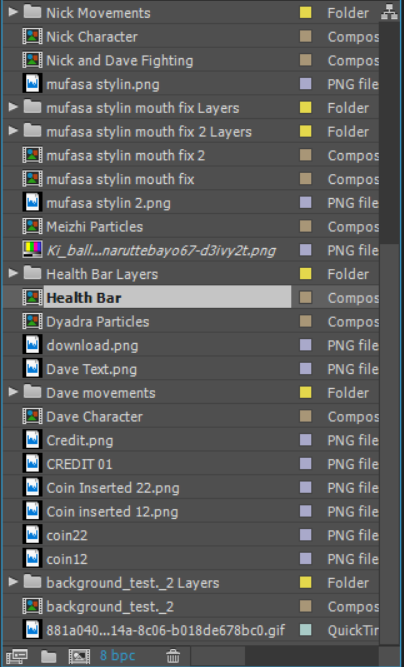 Nick Movements Folder
Nick Character Compos
Nick and Dave Fighting Compos
mufasa stylin.png PNG file
mufasa stylin mouth fix Layers Folder
mufasa stylin mouth fix 2 Layers Folder
mufasa stylin mouth fix 2 Compos
mufasa stylin mouth fix Compos
mufasa stylin 2.png PNG file
Meizhi Particles Compos
Ki_ball...naruttebayo67-d3ivy2t.png PNG file
Health Bar Layers Folder
Health Bar Compos
Dyadra Particles Compos
download.png PNG file
Dave Text.png PNG file
Dave movements Folder
Dave Character Compos
Credit.png PNG file
CREDIT 01 PNG file
Coin Inserted 22.png PNG file
Coin inserted 12.png PNG file
coin22 PNG file
coin12 PNG file
background_test._2 Layers Folder
background_test._2 Compos
881a040...14a-8c06-b018de678bc0.gif QuickTir
8 bpc